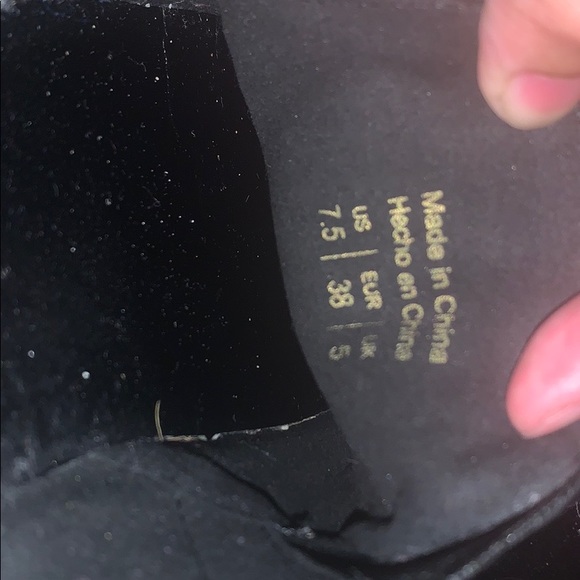 Made in China
Hecho en China
US | EUR | UK
7.5 | 38 | 5